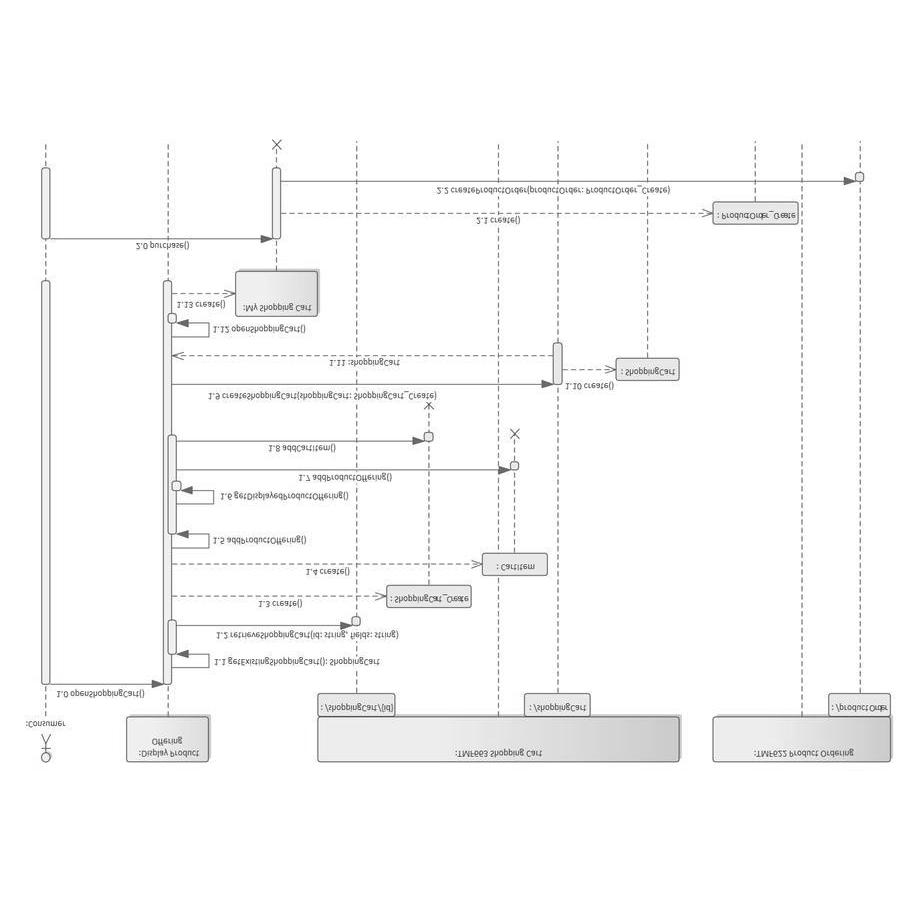 :Consumer
:Display Product
Offering
:TMF663 Shopping Cart
:TMF622 Product Ordering
: /shoppingCart/{id}
: /shoppingCart
: /productOrder
1.0 openShoppingCart()
1.1 getExistingShoppingCart(): ShoppingCart
1.2 retrieveShoppingCart(id: string, fields: string)
1.3 create()
: ShoppingCart_Create
1.4 create()
: CartItem
1.5 addProductOffering()
1.6 getDisplayedProductOffering()
1.7 addProductOffering()
1.8 addCartItem()
1.9 createShoppingCart(shoppingCart: ShoppingCart_Create)
1.10 create()
: ShoppingCart
1.11 :shoppingCart
1.12 openShoppingCart()
1.13 create()
:My Shopping Cart
2.0 purchase()
2.1 create()
: ProductOrder_Create
2.2 createProductOrder(productOrder: ProductOrder_Create)